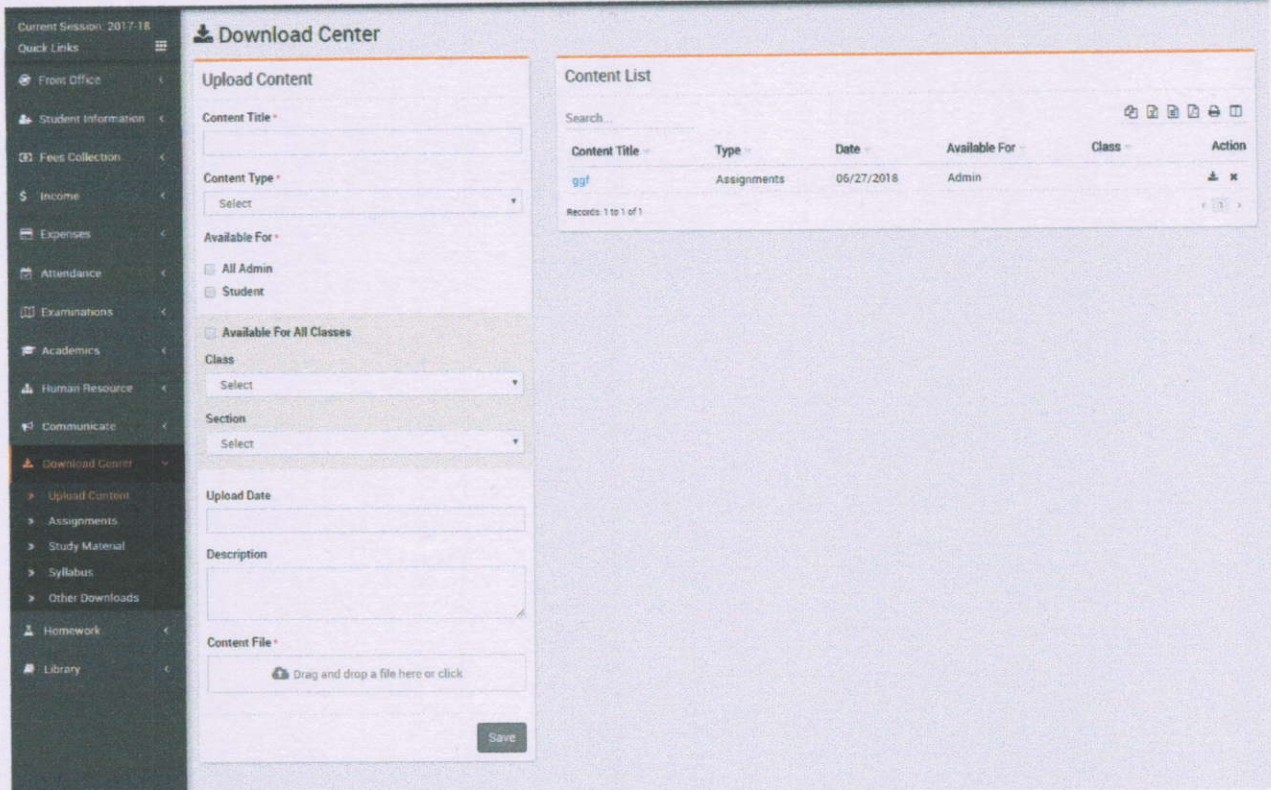 Current Session: 2017-18
Quick Links
Front Office
Student Information
Fees Collection
$ Income
Expenses
Attendance
Examinations
Academics
Human Resource
Communicate
Download Center
» Upload Content
» Assignments
» Study Material
» Syllabus
» Other Downloads
Homework
Library
Download Center
Upload Content
Content Title *
Content Type *
Select
Available For *
All Admin
Student
Available For All Classes
Class
Select
Section
Select
Upload Date
Description
Content File *
Drag and drop a file here or click
Save
Content List
Search...
Content Title Type Date Available For Class Action
ggf Assignments 06/27/2018 Admin
Records: 1 to 1 of 1
‹ 1 ›